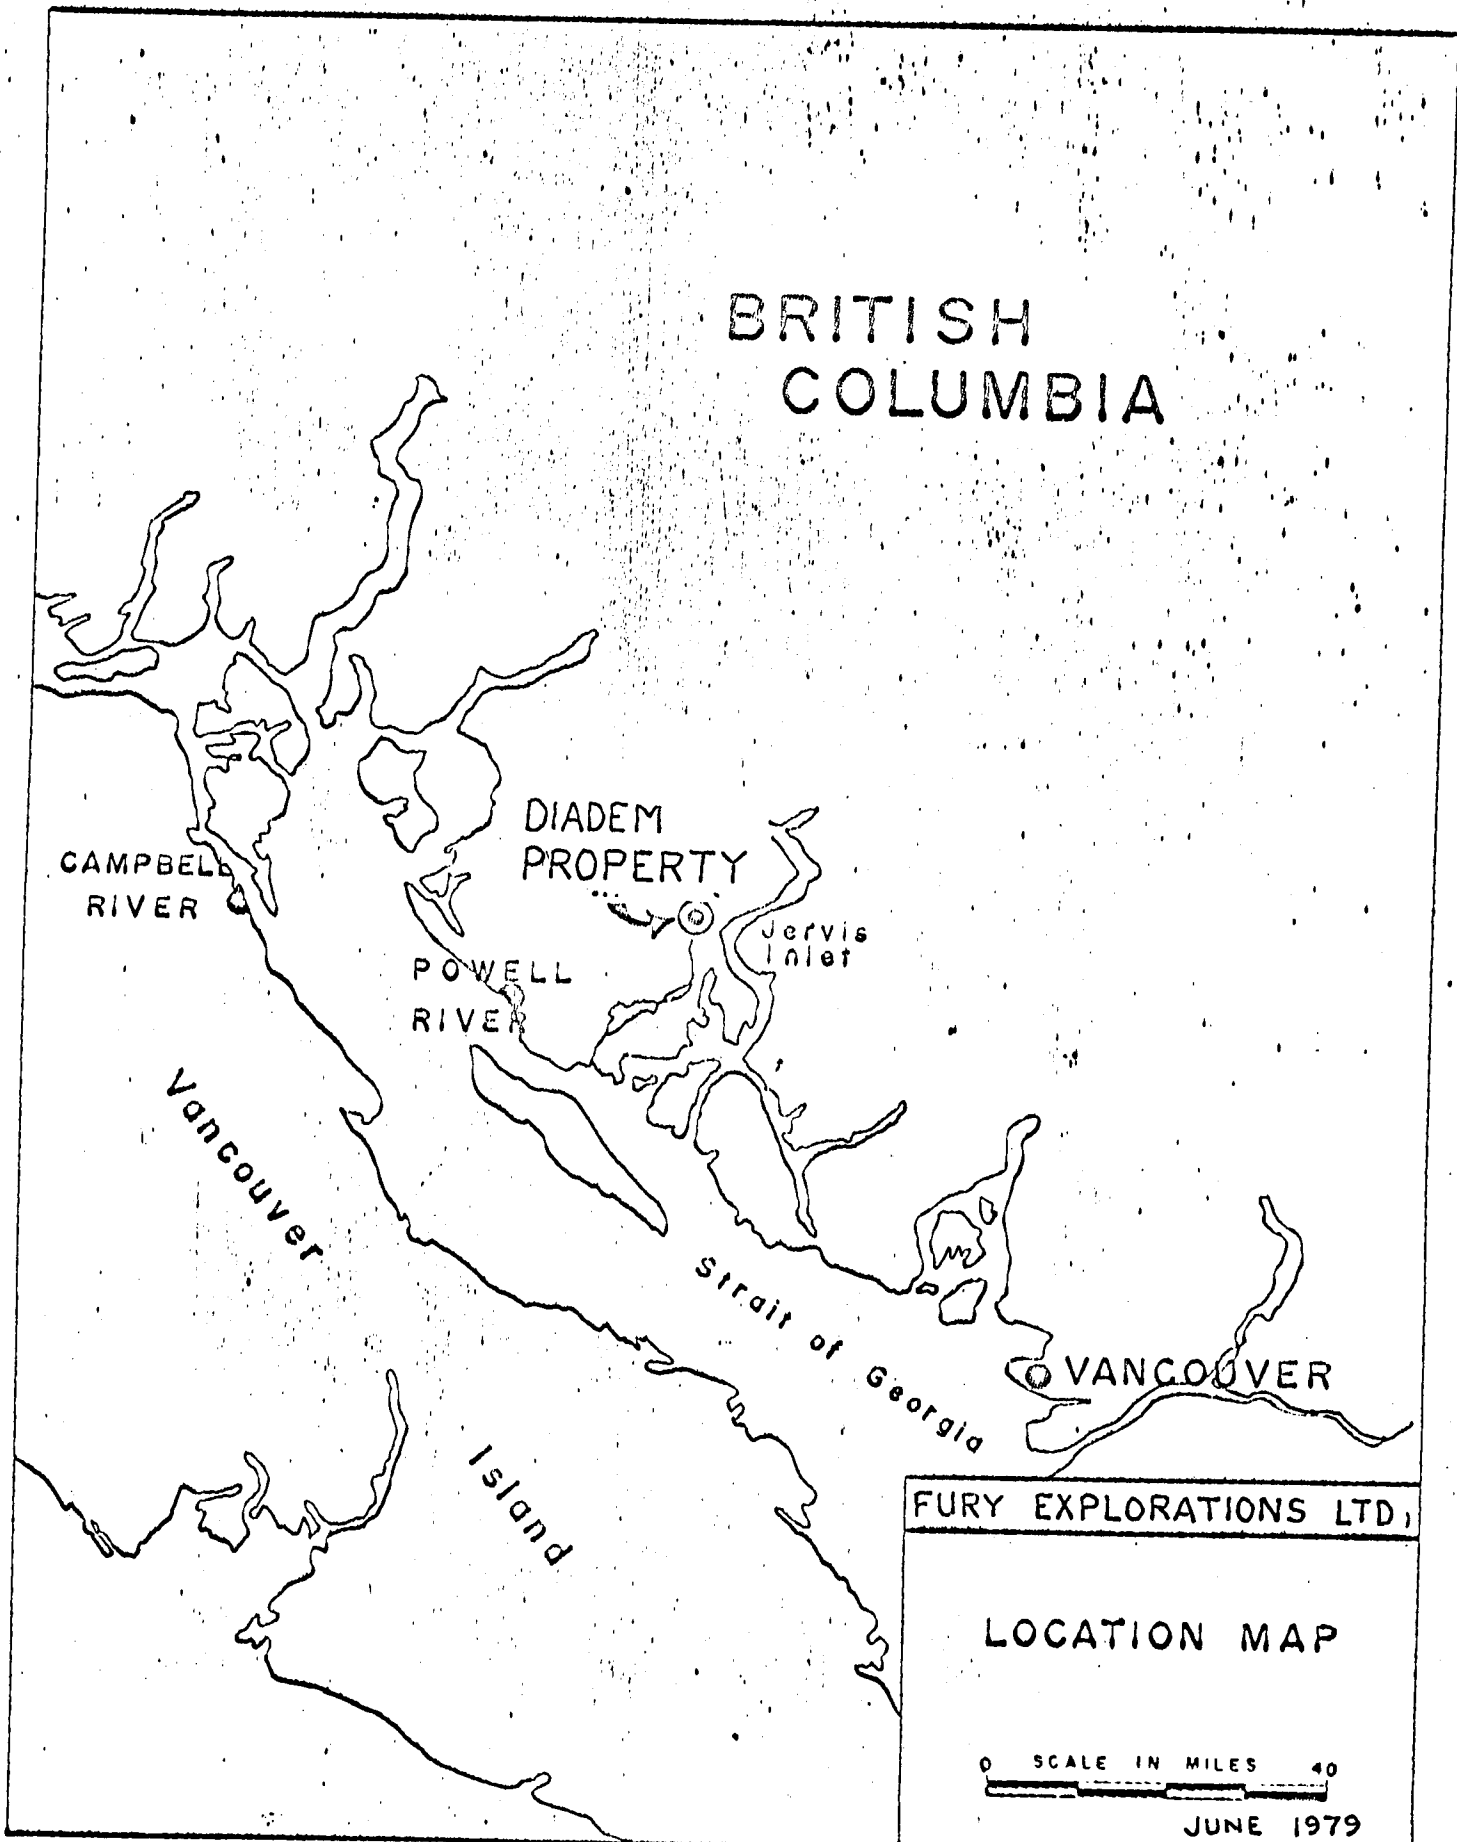 BRITISH
COLUMBIA
DIADEM
PROPERTY
CAMPBELL
RIVER
Jervis
Inlet
POWELL
RIVER
Vancouver
Island
Strait of Georgia
VANCOUVER
FURY EXPLORATIONS LTD,
LOCATION MAP
0 SCALE IN MILES 40
JUNE 1979